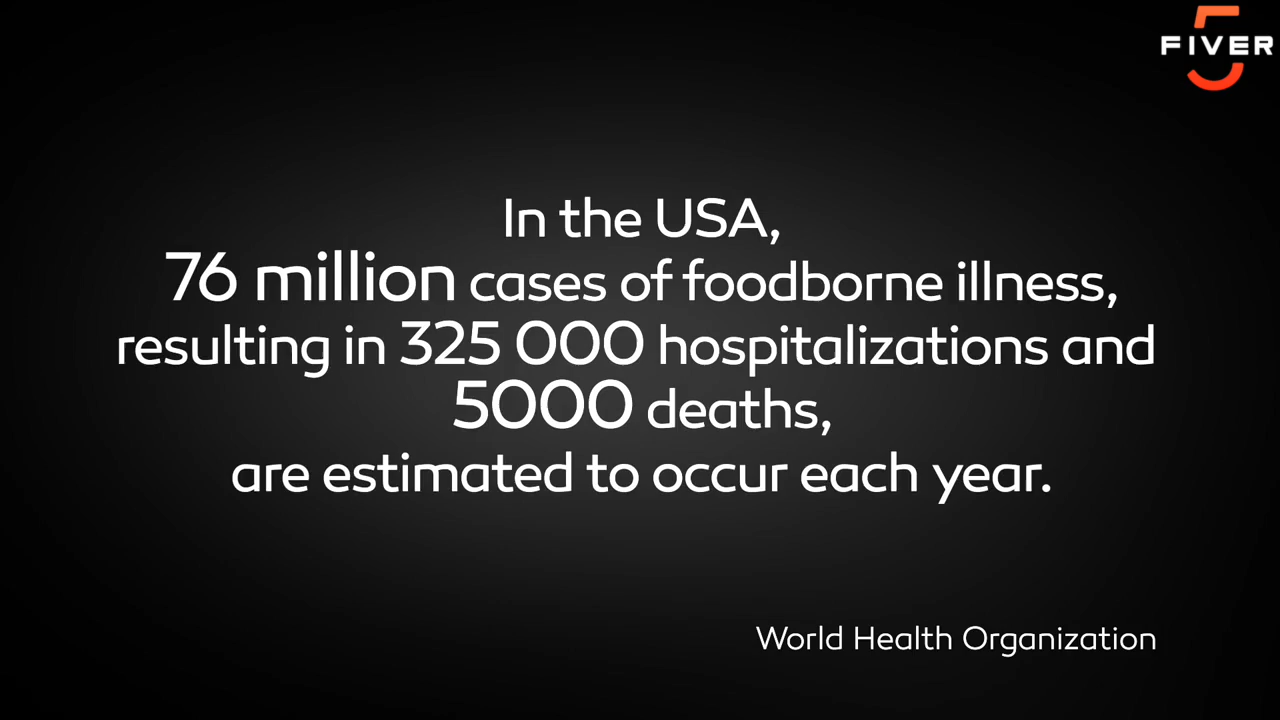 5
FIVER
In the USA,
76 million cases of foodborne illness,
resulting in 325 000 hospitalizations and
5000 deaths,
are estimated to occur each year.
World Health Organization